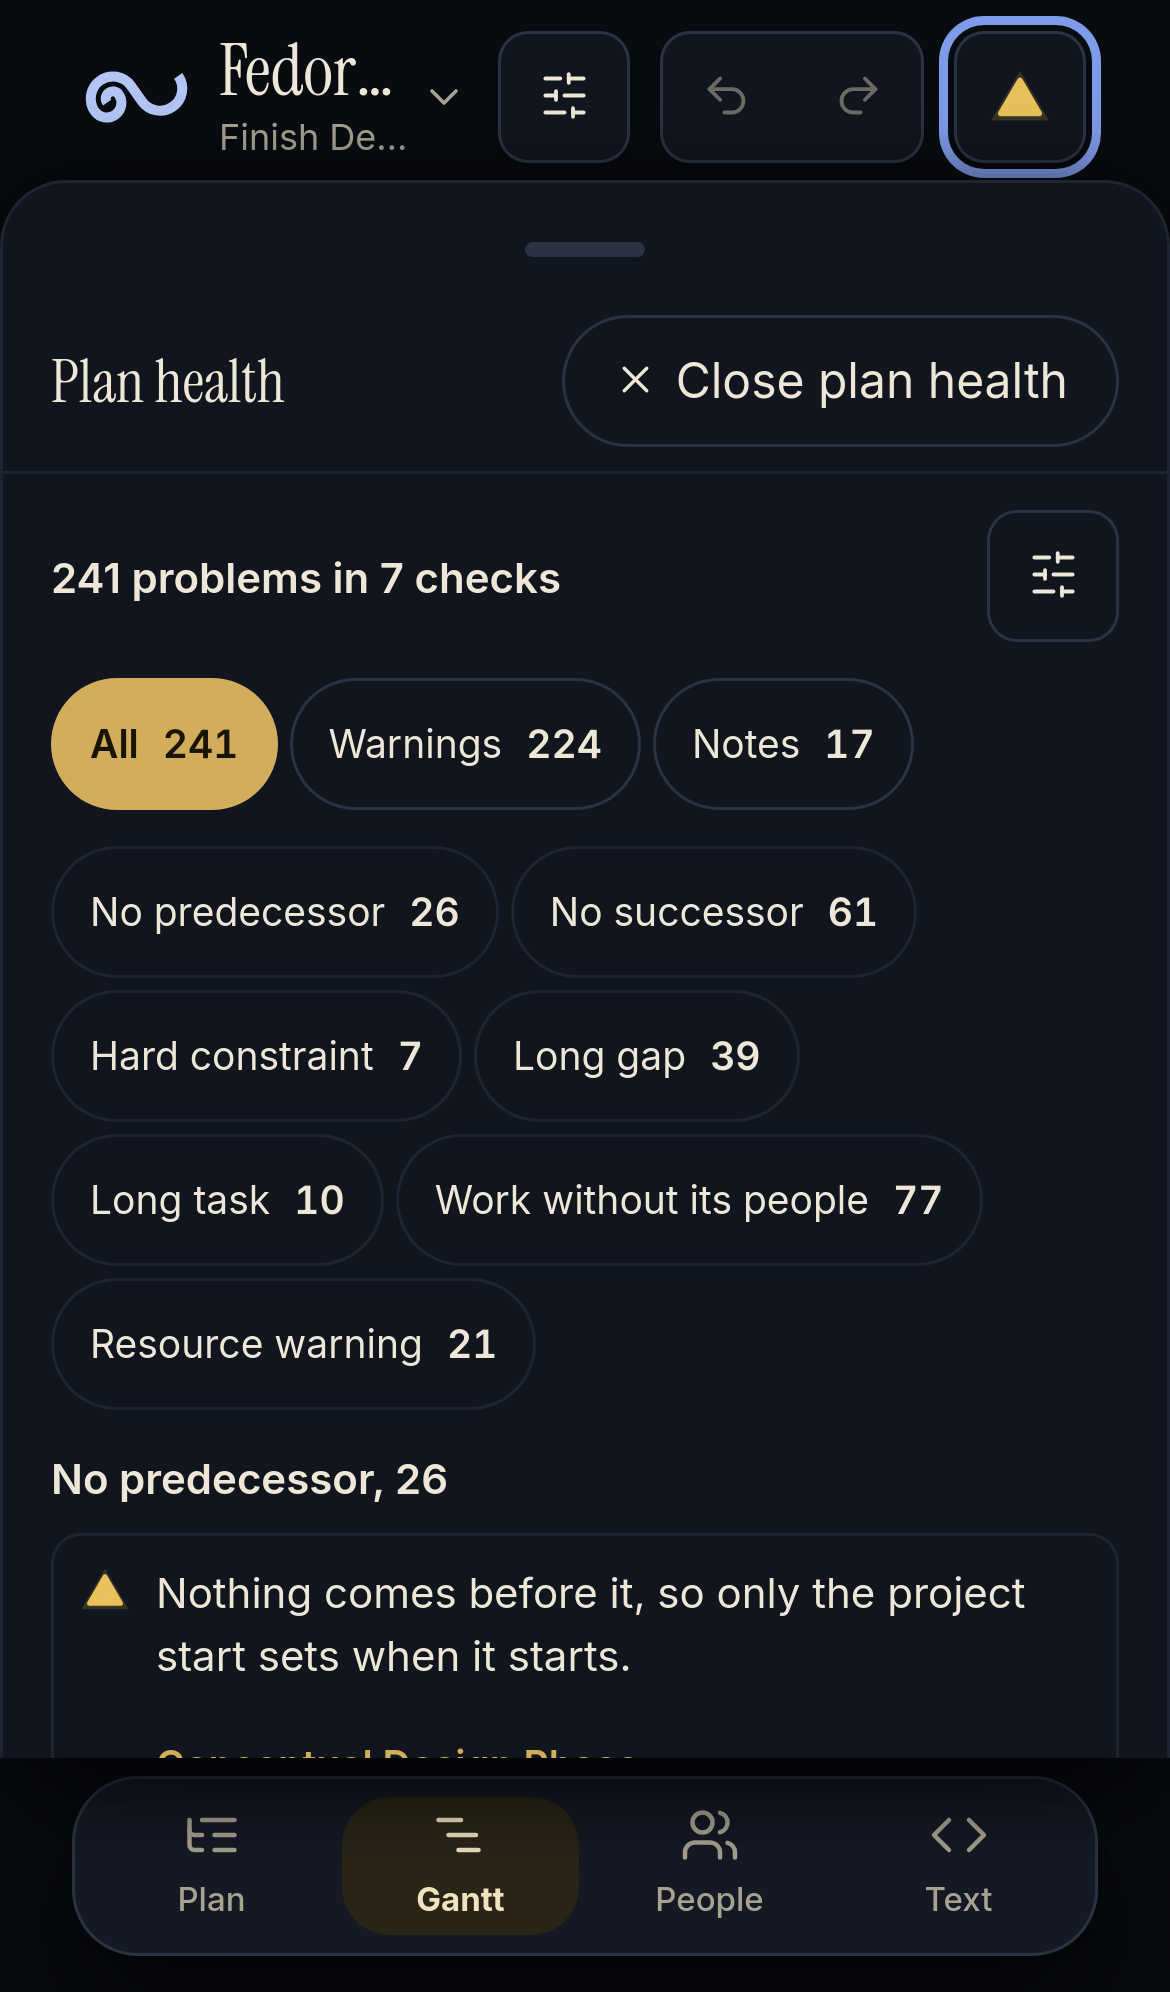 Fedor...
Finish De...
Plan health
Close plan health
241 problems in 7 checks
All 241
Warnings 224
Notes 17
No predecessor 26
No successor 61
Hard constraint 7
Long gap 39
Long task 10
Work without its people 77
Resource warning 21
No predecessor, 26
Nothing comes before it, so only the project
start sets when it starts.
Conceptual Design Phase
Plan
Gantt
People
Text